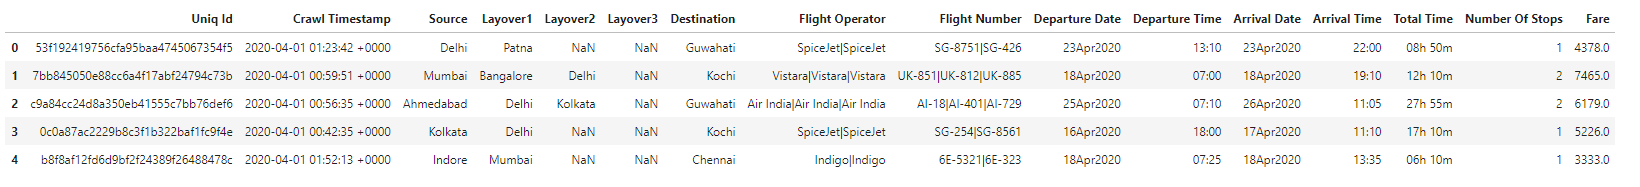 Uniq Id Crawl Timestamp Source Layover1 Layover2 Layover3 Destination Flight Operator Flight Number Departure Date Departure Time Arrival Date Arrival Time Total Time Number Of Stops Fare
0 53f192419756cfa95baa4745067354f5 2020-04-01 01:23:42 +0000 Delhi Patna NaN NaN Guwahati SpiceJet|SpiceJet SG-8751|SG-426 23Apr2020 13:10 23Apr2020 22:00 08h 50m 1 4378.0
1 7bb845050e88cc6a4f17abf24794c73b 2020-04-01 00:59:51 +0000 Mumbai Bangalore Delhi NaN Kochi Vistara|Vistara|Vistara UK-851|UK-812|UK-885 18Apr2020 07:00 18Apr2020 19:10 12h 10m 2 7465.0
2 c9a84cc24d8a350eb41555c7bb76def6 2020-04-01 00:56:35 +0000 Ahmedabad Delhi Kolkata NaN Guwahati Air India|Air India|Air India AI-18|AI-401|AI-729 25Apr2020 07:10 26Apr2020 11:05 27h 55m 2 6179.0
3 0c0a87ac2229b8c3f1b322baf1fc9f4e 2020-04-01 00:42:35 +0000 Kolkata Delhi NaN NaN Kochi SpiceJet|SpiceJet SG-254|SG-8561 16Apr2020 18:00 17Apr2020 11:10 17h 10m 1 5226.0
4 b8f8af12fd6d9bf2f24389f26488478c 2020-04-01 01:52:13 +0000 Indore Mumbai NaN NaN Chennai Indigo|Indigo 6E-5321|6E-323 18Apr2020 07:25 18Apr2020 13:35 06h 10m 1 3333.0